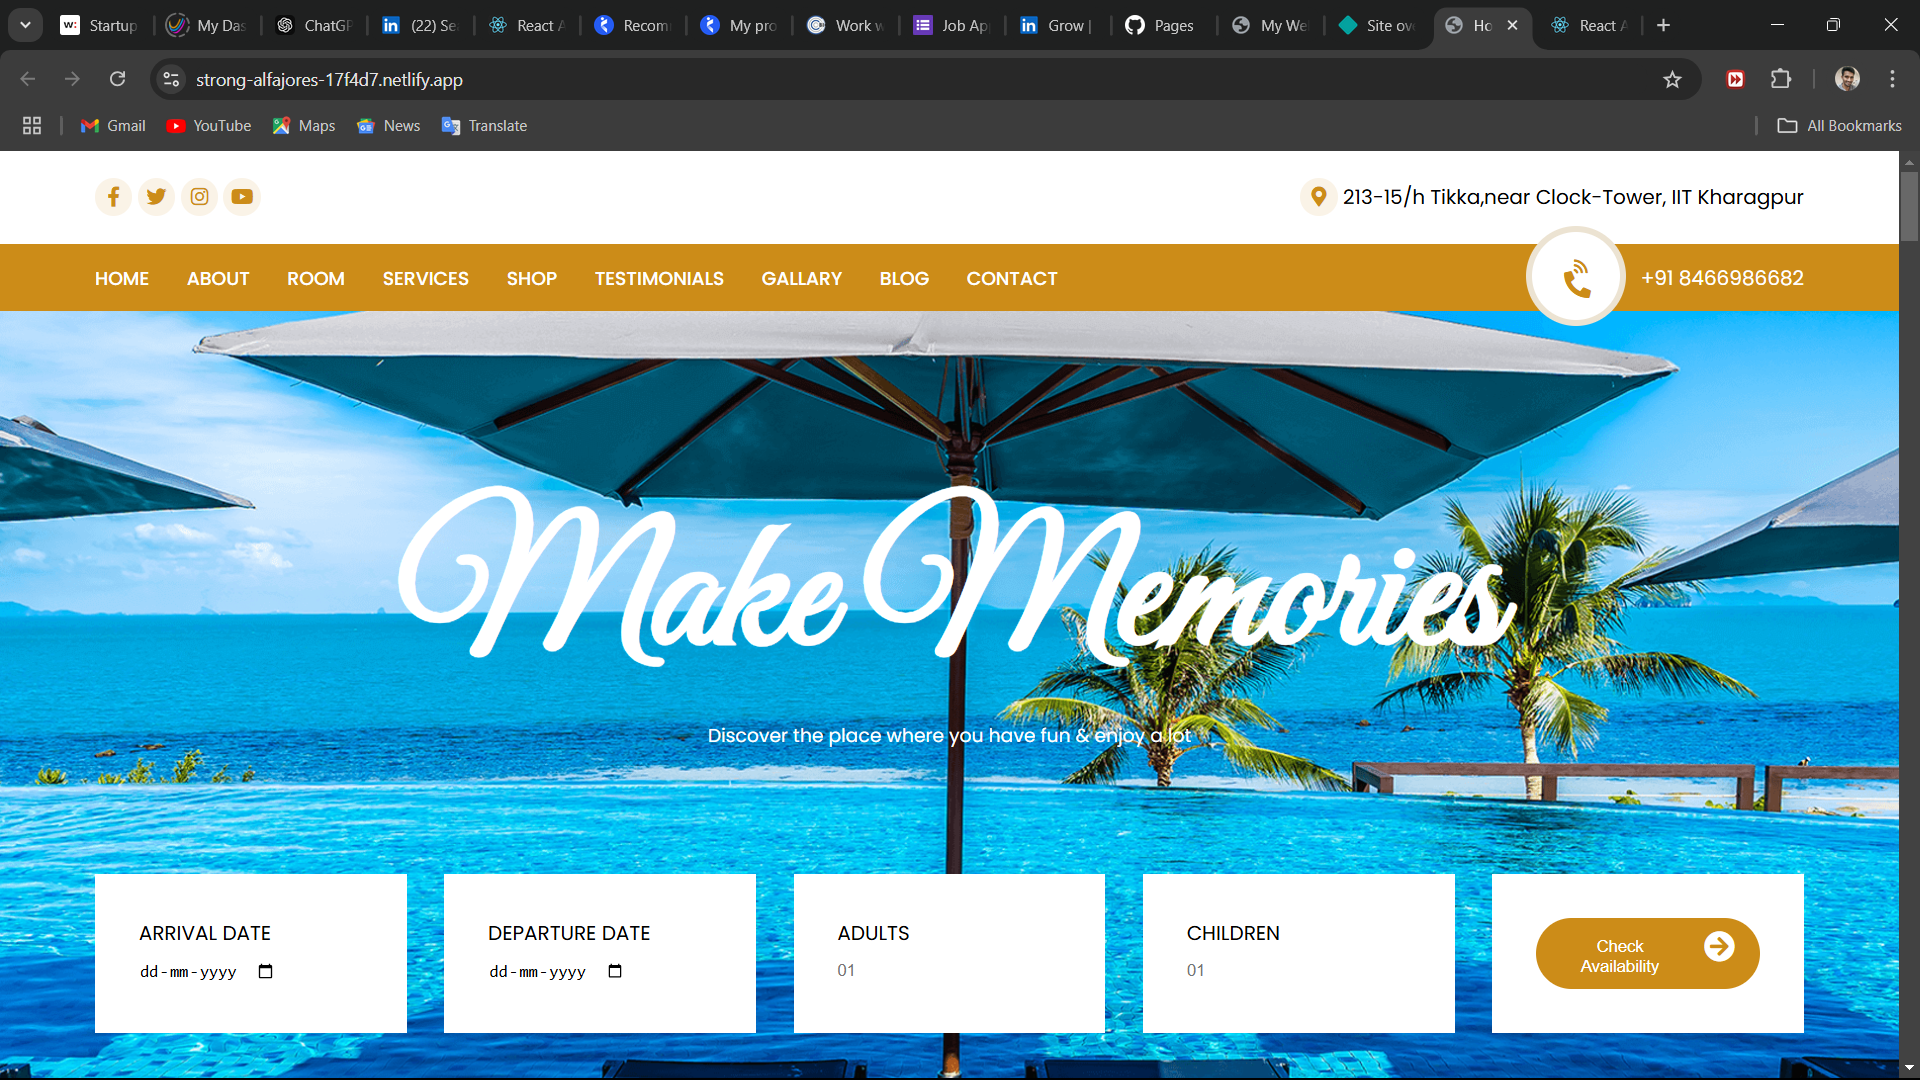 Startup
My Das
ChatGP
(22) Se
React A
Recom
My pro
Work w
Job Ap
Grow |
Pages
My We
Site ov
Ho
React A
strong-alfajores-17f4d7.netlify.app
Gmail
YouTube
Maps
News
Translate
All Bookmarks
213-15/h Tikka,near Clock-Tower, IIT Kharagpur
HOME
ABOUT
ROOM
SERVICES
SHOP
TESTIMONIALS
GALLARY
BLOG
CONTACT
+91 8466986682
Make Memories
Discover the place where you have fun & enjoy a lot
ARRIVAL DATE
dd-mm-yyyy
DEPARTURE DATE
dd-mm-yyyy
ADULTS
01
CHILDREN
01
Check
Availability